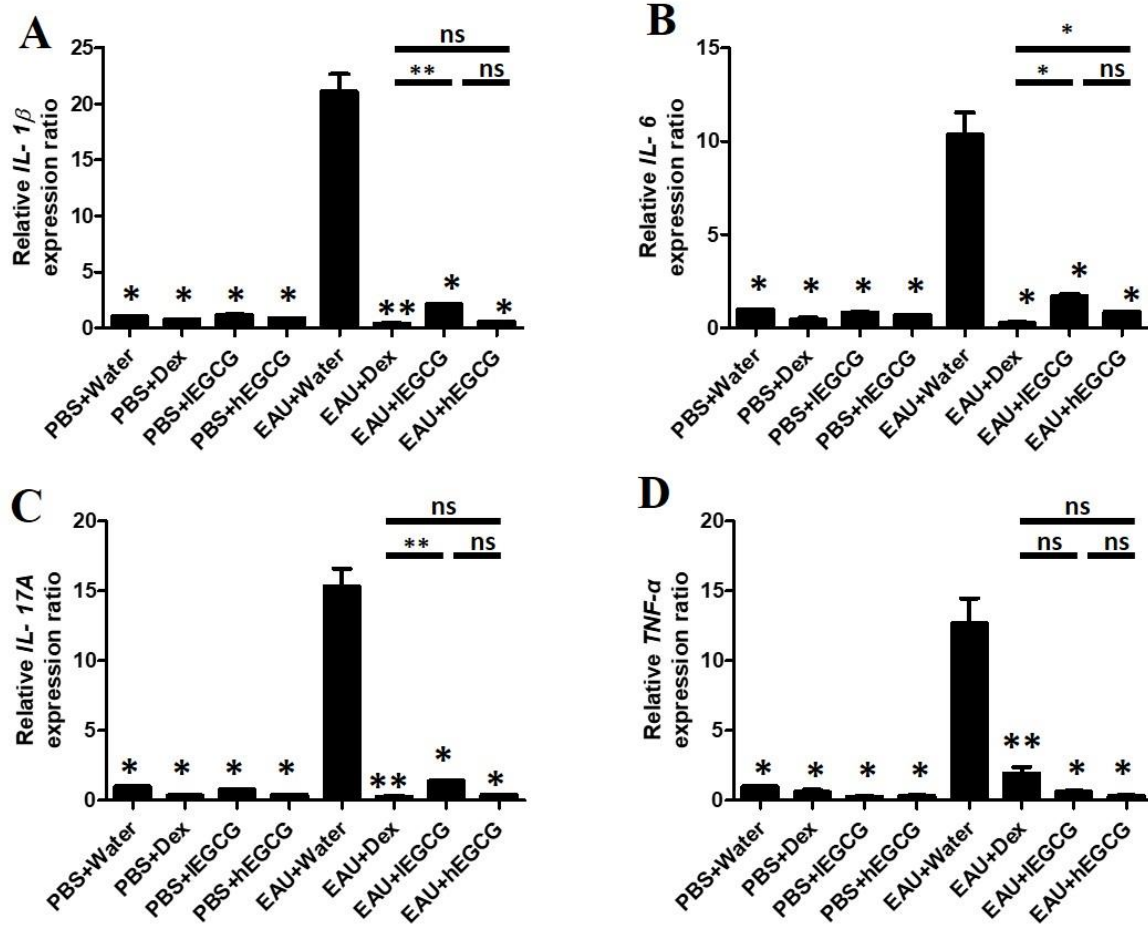 A
Relative IL- 1β
expression ratio
25
20
15
10
5
0
ns
** ns
* * * * ** * *
PBS+Water
PBS+Dex
PBS+lEGCG
PBS+hEGCG
EAU+Water
EAU+Dex
EAU+lEGCG
EAU+hEGCG
B
Relative IL- 6
expression ratio
15
10
5
0
*
* ns
* * * * * * *
PBS+Water
PBS+Dex
PBS+lEGCG
PBS+hEGCG
EAU+Water
EAU+Dex
EAU+lEGCG
EAU+hEGCG
C
Relative IL- 17A
expression ratio
20
15
10
5
0
ns
** ns
* * * * ** * *
PBS+Water
PBS+Dex
PBS+lEGCG
PBS+hEGCG
EAU+Water
EAU+Dex
EAU+lEGCG
EAU+hEGCG
D
Relative TNF-α
expression ratio
20
15
10
5
0
ns
ns ns
* * * * ** * *
PBS+Water
PBS+Dex
PBS+lEGCG
PBS+hEGCG
EAU+Water
EAU+Dex
EAU+lEGCG
EAU+hEGCG